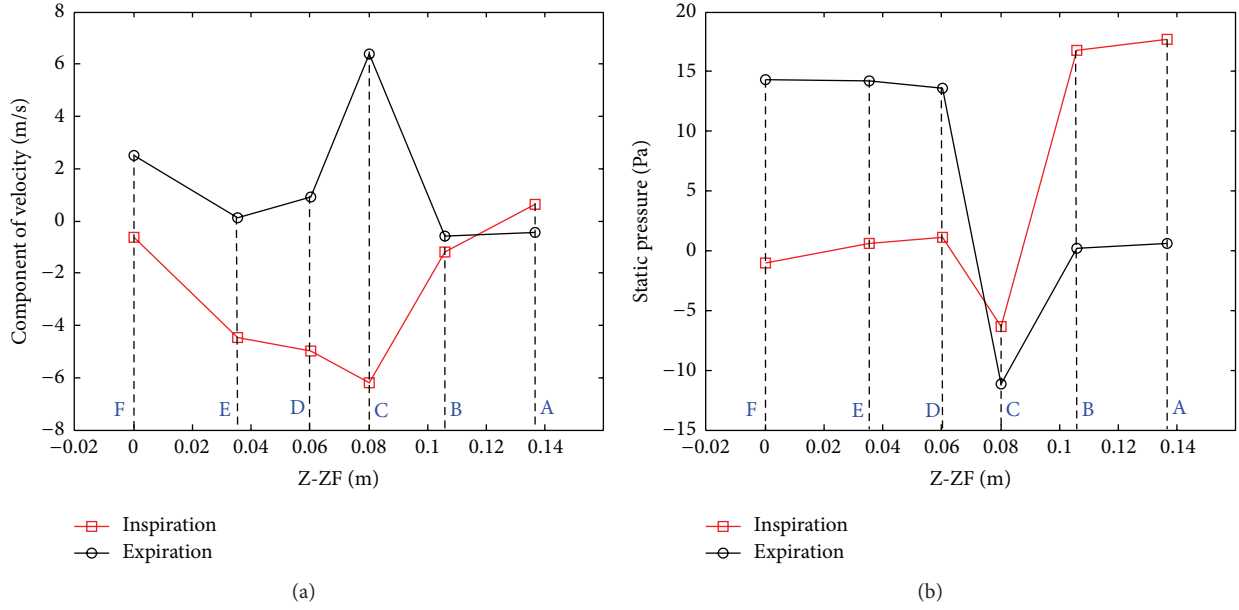 8
6
4
2
0
−2
−4
−6
−8
Component of velocity (m/s)
F E D C B A
−0.02 0 0.02 0.04 0.06 0.08 0.1 0.12 0.14
Z-ZF (m)
Inspiration
Expiration
(a)
20
15
10
5
0
−5
−10
−15
Static pressure (Pa)
F E D C B A
−0.02 0 0.02 0.04 0.06 0.08 0.1 0.12 0.14
Z-ZF (m)
Inspiration
Expiration
(b)